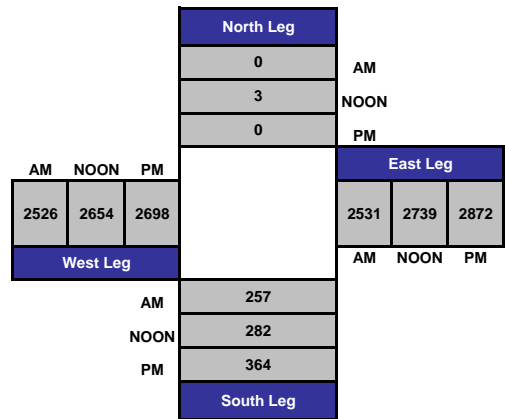 North Leg
0 AM
3 NOON
0 PM
AM NOON PM
East Leg
2526 2654 2698
2531 2739 2872
West Leg
AM NOON PM
AM 257
NOON 282
PM 364
South Leg